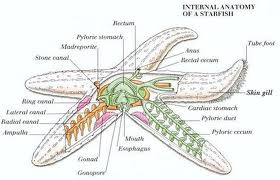 INTERNAL ANATOMY
OF A STARFISH
Rectum
Pyloric stomach
Madreporite
Stone canal
Anus
Rectal cecum
Tube foot
Skin gill
Ring canal
Lateral canal
Radial canal
Ampulla
Cardiac stomach
Pyloric duct
Pyloric cecum
Mouth
Esophagus
Gonad
Gonopore